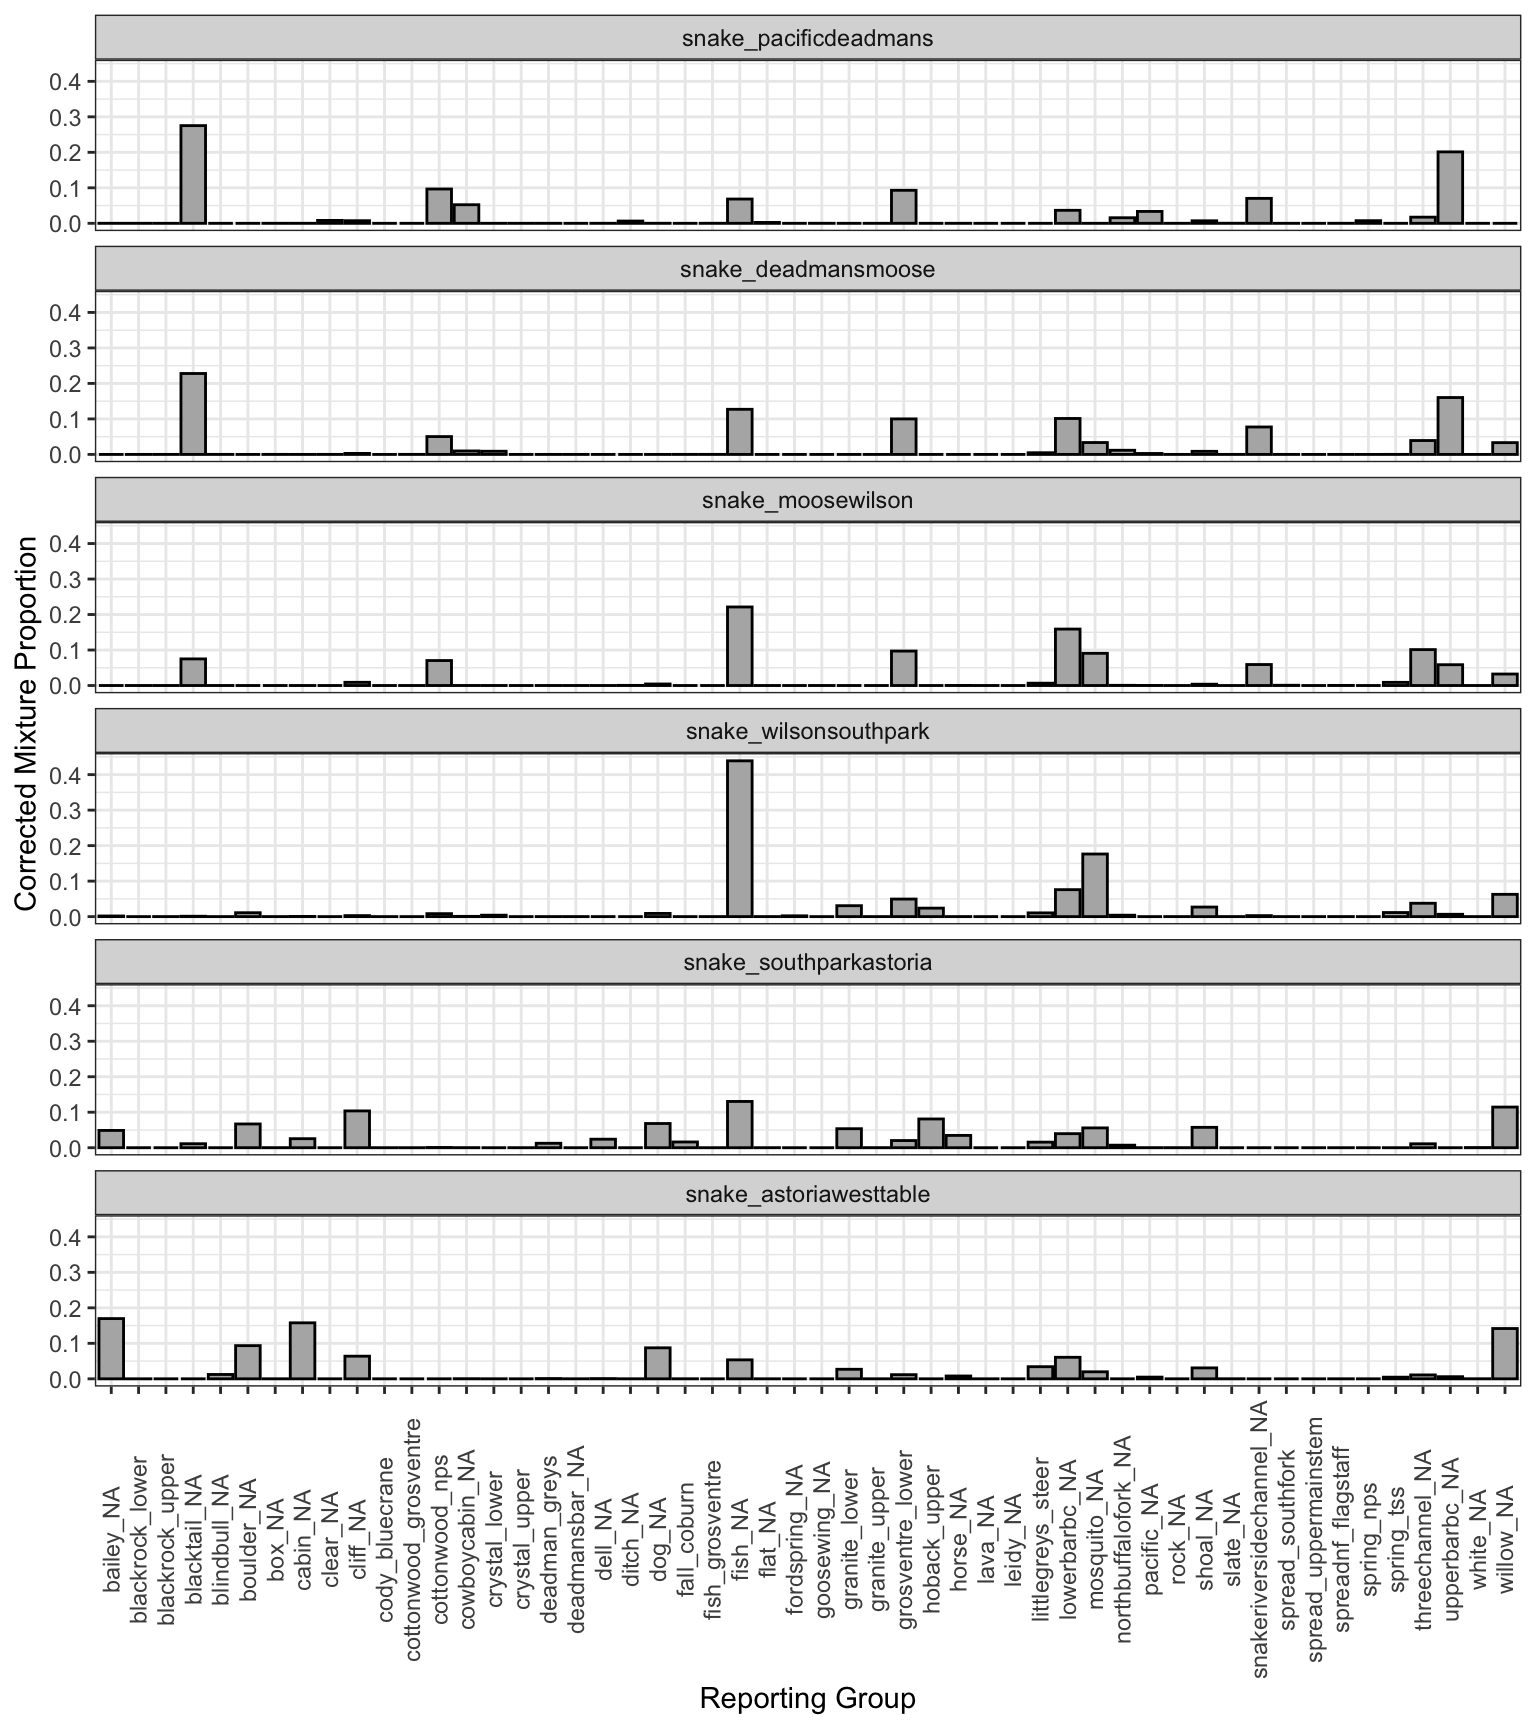 snake_pacificdeadmans
0.4
0.3
0.2
0.1
0.0
snake_deadmansmoose
0.4
0.3
0.2
0.1
0.0
snake_moosewilson
0.4
0.3
0.2
0.1
0.0
snake_wilsonsouthpark
0.4
0.3
0.2
0.1
0.0
snake_southparkastoria
0.4
0.3
0.2
0.1
0.0
snake_astoriawesttable
0.4
0.3
0.2
0.1
0.0
Corrected Mixture Proportion
bailey_NA
blackrock_lower
blackrock_upper
blacktail_NA
blindbull_NA
boulder_NA
box_NA
cabin_NA
clear_NA
cliff_NA
cody_bluecrane
cottonwood_grosventre
cottonwood_nps
cowboycabin_NA
crystal_lower
crystal_upper
deadman_greys
deadmansbar_NA
dell_NA
ditch_NA
dog_NA
fall_coburn
fish_grosventre
fish_NA
flat_NA
fordspring_NA
goosewing_NA
granite_lower
granite_upper
grosventre_lower
hoback_upper
horse_NA
lava_NA
leidy_NA
littlegreys_steer
lowerbarbc_NA
mosquito_NA
northbuffalofork_NA
pacific_NA
rock_NA
shoal_NA
slate_NA
snakeriversidechannel_NA
spread_southfork
spread_uppermainstem
spreadnf_flagstaff
spring_nps
spring_tss
threechannel_NA
upperbarbc_NA
white_NA
willow_NA
Reporting Group